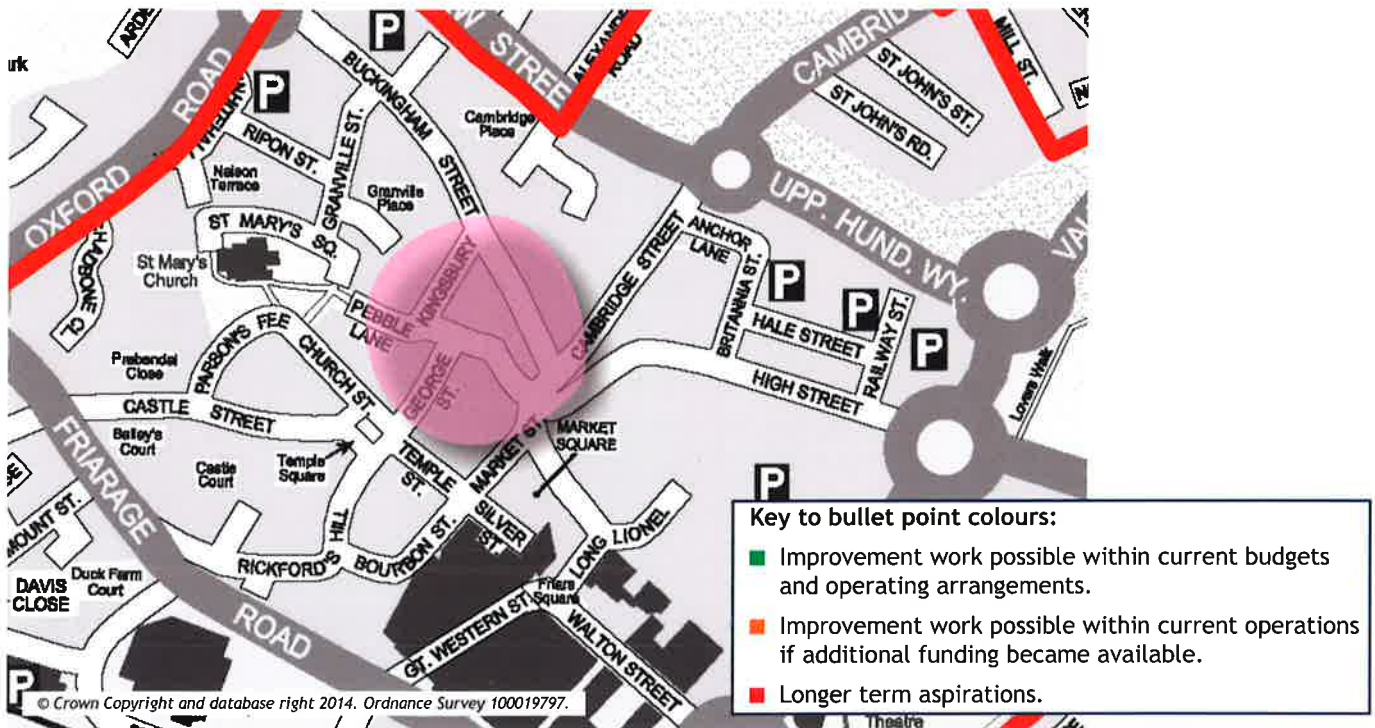 ARDE
urk
P
BUCKINGHAM STREET
ALEXANDE
ROAD
STREE
CAMBRID
MILL ST.
ST JOHN'S ST.
ST JOHN'S RD.
OXFORD ROAD
P
RIPON ST.
GRANVILLE ST.
Cambridge
Place
Nelson
Terrace
Granville
Place
UPP. HUND. WY.
VAL
ST MARY'S SQ.
St Mary's
Church
KINGSBURY
PEBBLE
LANE
CAMBRIDGE STREET
ANCHOR
LANE
BRITANNIA ST.
P
P
P
HALE STREET
RAILWAY ST.
HIGH STREET
Lovers Walk
PARSON'S FEE
CHURCH ST.
GEORGE
ST.
Prebendal
Close
CASTLE STREET
Bailey's
Court
Castle
Court
Temple
Square
TEMPLE
ST.
MARKET ST.
MARKET
SQUARE
P
SILVER
ST.
FRIARAGE ROAD
MOUNT ST.
DAVIS
CLOSE
Duck Farm
Court
RICKFORD'S HILL
BOURBON ST.
LONG LIONEL
Friars
Square
GT. WESTERN ST.
WALTON STREET
P
Theatre
© Crown Copyright and database right 2014. Ordnance Survey 100019797.
Key to bullet point colours:
Improvement work possible within current budgets
and operating arrangements.
Improvement work possible within current operations
if additional funding became available.
Longer term aspirations.